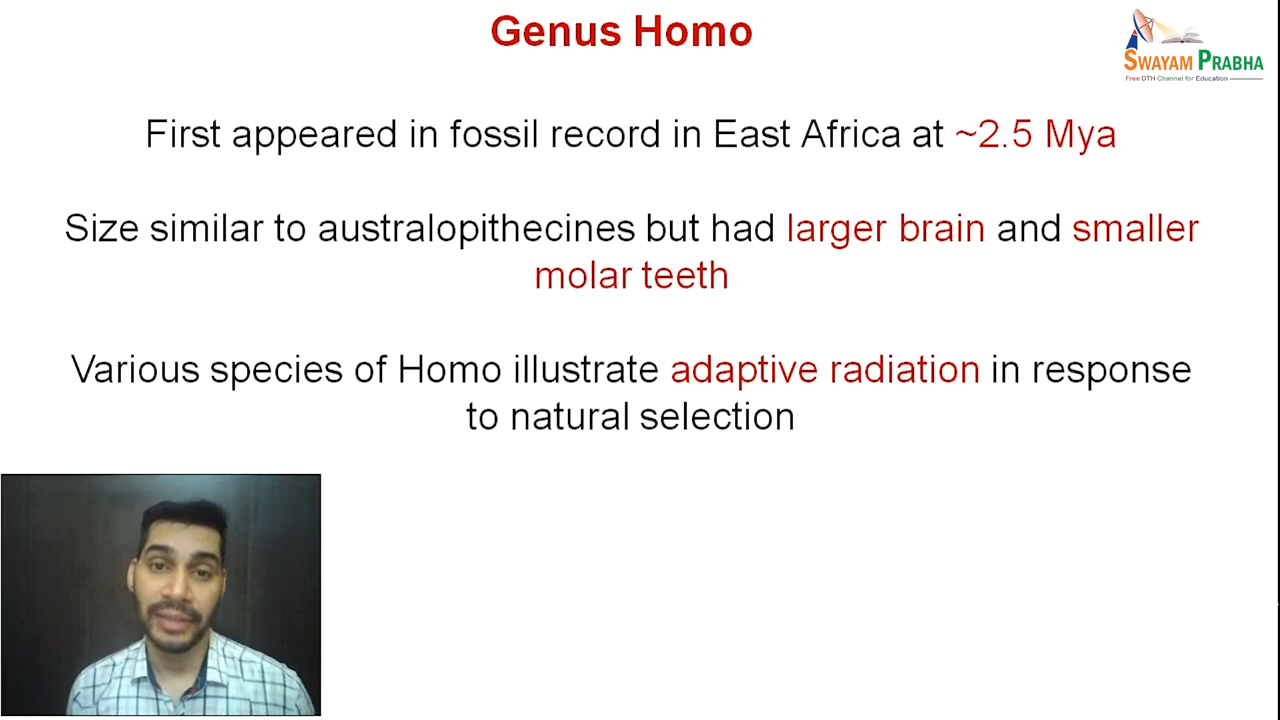 Genus Homo
SWAYAM PRABHA
Free DTH Channel for Education
First appeared in fossil record in East Africa at ~2.5 Mya
Size similar to australopithecines but had larger brain and smaller
molar teeth
Various species of Homo illustrate adaptive radiation in response
to natural selection